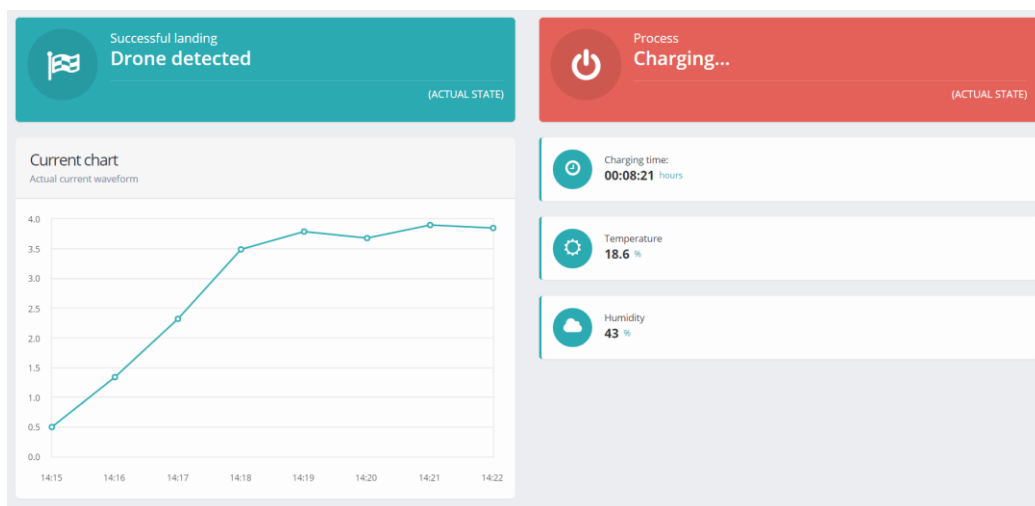 Successful landing
Drone detected
(ACTUAL STATE)
Process
Charging...
(ACTUAL STATE)
Current chart
Actual current waveform
4.0
3.5
3.0
2.5
2.0
1.5
1.0
0.5
0.0
14:15 14:16 14:17 14:18 14:19 14:20 14:21 14:22
Charging time:
00:08:21 hours
Temperature
18.6 %
Humidity
43 %